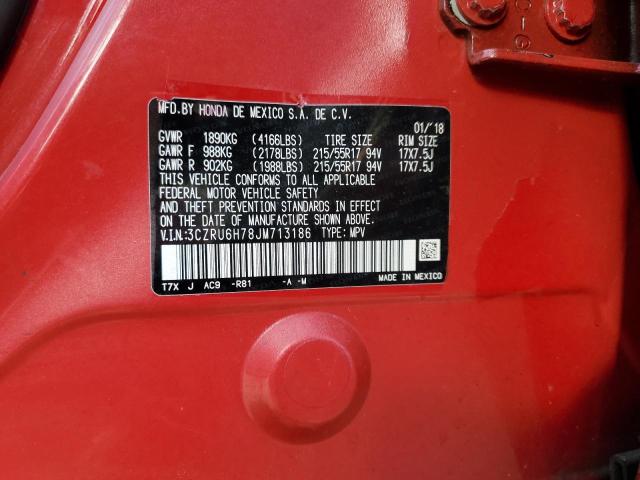 MFD.BY HONDA DE MEXICO S.A. DE C.V.
01/'18
GVWR 1890KG (4166LBS) TIRE SIZE RIM SIZE
GAWR F 988KG (2178LBS) 215/55R17 94V 17X7.5J
GAWR R 902KG (1988LBS) 215/55R17 94V 17X7.5J
THIS VEHICLE CONFORMS TO ALL APPLICABLE
FEDERAL MOTOR VEHICLE SAFETY, BUMPER,
AND THEFT PREVENTION STANDARDS IN EFFECT
ON THE DATE OF MANUFACTURE SHOWN ABOVE.
V.I.N.:3CZRU6H78JM713186 TYPE: MPV
T7X J AC9 -R81 -A -M MADE IN MEXICO